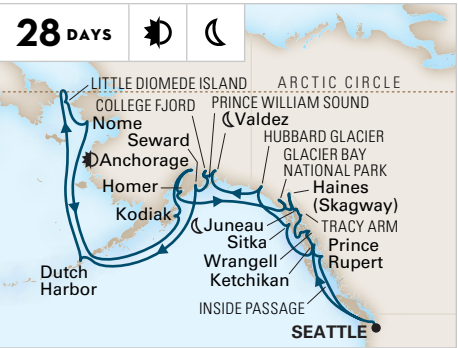 28 DAYS
LITTLE DIOMEDE ISLAND
ARCTIC CIRCLE
COLLEGE FJORD
PRINCE WILLIAM SOUND
Nome
Valdez
Seward
HUBBARD GLACIER
Anchorage
GLACIER BAY
NATIONAL PARK
Homer
Haines
(Skagway)
Kodiak
Juneau
TRACY ARM
Sitka
Prince
Rupert
Wrangell
Ketchikan
Dutch
Harbor
INSIDE PASSAGE
SEATTLE